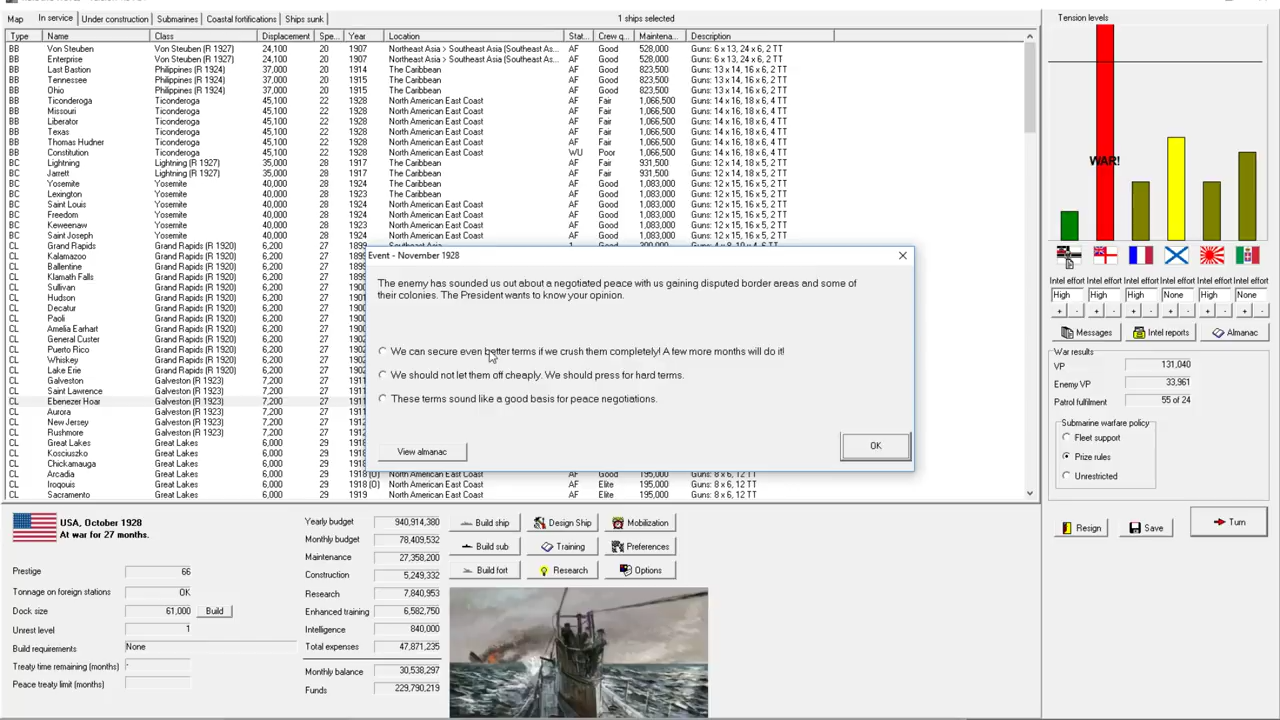 Map In service Under construction Submarines Coastal fortifications Ships sunk 1 ships selected Tension levels
Type Name Class Displacement Spe... Year Location Stat... Crew q... Maintena... Description
BB Von Steuben Von Steuben (R 1927) 24,100 20 1907 Northeast Asia > Southeast Asia (Southeast As... AF Good 528,000 Guns: 6 x 13, 24 x 6, 2 TT
BB Enterprise Von Steuben (R 1927) 24,100 20 1907 Northeast Asia > Southeast Asia (Southeast As... AF Good 528,000 Guns: 6 x 13, 24 x 6, 2 TT
BB Last Bastion Philippines (R 1924) 37,000 20 1914 The Caribbean AF Good 823,500 Guns: 13 x 14, 18 x 6, 2 TT
BB Tennessee Philippines (R 1924) 37,000 20 1915 The Caribbean AF Good 823,500 Guns: 13 x 14, 18 x 6, 2 TT
BB Ohio Philippines (R 1924) 37,000 20 1915 The Caribbean AF Good 823,500 Guns: 13 x 14, 18 x 6, 2 TT
BB Ticonderoga Ticonderoga 45,100 22 1928 North American East Coast AF Fair 1,066,500 Guns: 14 x 16, 18 x 6, 4 TT
BB Missouri Ticonderoga 45,100 22 1928 North American East Coast AF Fair 1,066,500 Guns: 14 x 16, 18 x 6, 4 TT
BB Liberator Ticonderoga 45,100 22 1928 North American East Coast AF Fair 1,066,500 Guns: 14 x 16, 18 x 6, 4 TT
BB Texas Ticonderoga 45,100 22 1928 North American East Coast AF Fair 1,066,500 Guns: 14 x 16, 18 x 6, 4 TT
BB Thomas Hudner Ticonderoga 45,100 22 1928 North American East Coast AF Fair 1,066,500 Guns: 14 x 16, 18 x 6, 4 TT
BB Constitution Ticonderoga 45,100 22 1928 North American East Coast WU Poor 1,066,500 Guns: 14 x 16, 18 x 6, 4 TT
BC Lightning Lightning (R 1927) 35,000 28 1917 The Caribbean AF Fair 931,500 Guns: 12 x 14, 18 x 6, 2 TT
BC Jarrett Lightning (R 1927) 35,000 28 1917 The Caribbean AF Fair 931,500 Guns: 12 x 14, 18 x 6, 2 TT
BC Yosemite Yosemite 40,000 28 1924 North American East Coast AF Good 1,083,000 Guns: 12 x 15, 16 x 5, 2 TT
BC Lexington Yosemite 40,000 28 1924 North American East Coast AF Good 1,083,000 Guns: 12 x 15, 16 x 5, 2 TT
BC Saint Louis Yosemite 40,000 28 1924 North American East Coast AF Good 1,083,000 Guns: 12 x 15, 16 x 5, 2 TT
BC Freedom Yosemite 40,000 28 1924 North American East Coast AF Good 1,083,000 Guns: 12 x 15, 16 x 5, 2 TT
BC Keweenaw Yosemite 40,000 28 1924 North American East Coast AF Good 1,083,000 Guns: 12 x 15, 16 x 5, 2 TT
BC Saint Joseph Yosemite 40,000 28 1924 North American East Coast AF Good 1,083,000 Guns: 12 x 15, 16 x 5, 2 TT
CL Grand Rapids Grand Rapids (R 1920) 6,200 27 1899
CL Kalamazoo Grand Rapids (R 1920) 6,200 27
CL Ballentine Grand Rapids (R 1920) 6,200 27
CL Klamath Falls Grand Rapids (R 1920) 6,200 27
CL Sullivan Grand Rapids (R 1920) 6,200 27
CL Hudson Grand Rapids (R 1920) 6,200 27
CL Decatur Grand Rapids (R 1920) 6,200 27
CL Paoli Grand Rapids (R 1920) 6,200 27
CL Amelia Earhart Grand Rapids (R 1920) 6,200 27
CL General Custer Grand Rapids (R 1920) 6,200 27
CL Puerto Rico Grand Rapids (R 1920) 6,200 27
CL Whiskey Grand Rapids (R 1920) 6,200 27
CL Lake Erie Grand Rapids (R 1920) 6,200 27
CL Galveston Galveston (R 1923) 7,200 27
CL Saint Lawrence Galveston (R 1923) 7,200 27
CL Ebenezer Hoar Galveston (R 1923) 7,200 27
CL Aurora Galveston (R 1923) 7,200 27
CL New Jersey Galveston (R 1923) 7,200 27
CL Rushmore Galveston (R 1923) 7,200 27
CL Great Lakes Great Lakes 6,000 29
CL Kosciuszko Great Lakes 6,000 29
CL Chickamauga Great Lakes 6,000 29
CL Arcadia Great Lakes 6,000 29 1918 (O) North American East Coast AF Good 195,000 Guns: 8 x 6, 12 TT
CL Iroquois Great Lakes 6,000 29 1918 (O) North American East Coast AF Elite 195,000 Guns: 8 x 6, 12 TT
CL Sacramento Great Lakes 6,000 29 1919 North American East Coast AF Elite 195,000 Guns: 8 x 6, 12 TT
Event - November 1928
The enemy has sounded us out about a negotiated peace with us gaining disputed border areas and some of
their colonies. The President wants to know your opinion.
We can secure even better terms if we crush them completely! A few more months will do it!
We should not let them off cheaply. We should press for hard terms.
These terms sound like a good basis for peace negotiations.
View almanac OK
WAR!
Intel effort Intel effort Intel effort Intel effort Intel effort Intel effort
High High High None High None
+ - + - + - + - + - + -
Messages Intel reports Almanac
War results
VP 131,040
Enemy VP 33,961
Patrol fulfilment 55 of 24
Submarine warfare policy
Fleet support
Prize rules
Unrestricted
Resign Save Turn
USA, October 1928
At war for 27 months.
Prestige 66
Tonnage on foreign stations OK
Dock size 61,000 Build
Unrest level 1
Build requirements None
Treaty time remaining (months) -
Peace treaty limit (months)
Yearly budget 940,914,380
Monthly budget 78,409,532
Maintenance 27,358,200
Construction 5,249,332
Research 7,840,953
Enhanced training 6,582,750
Intelligence 840,000
Total expenses 47,871,235
Monthly balance 30,538,297
Funds 229,790,219
Build ship Design Ship Mobilization
Build sub Training Preferences
Build fort Research Options